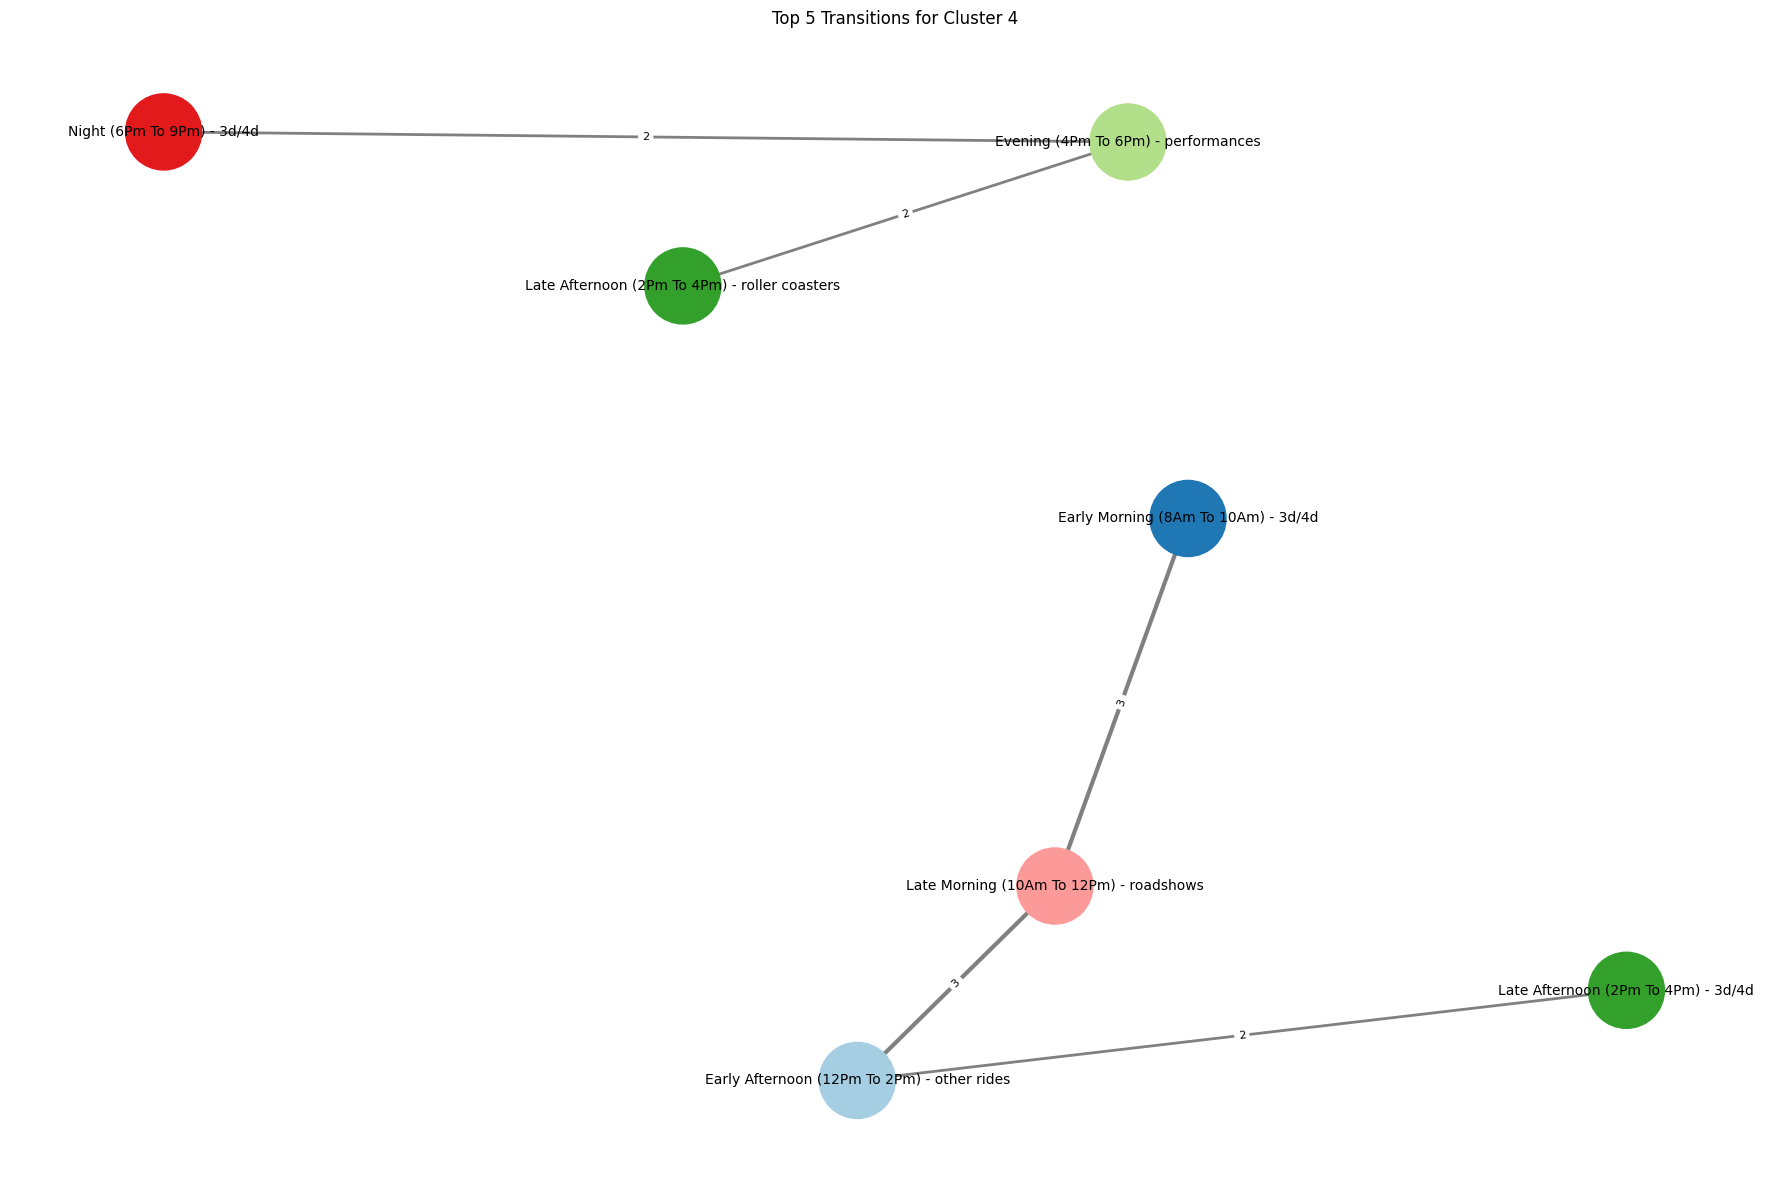 Top 5 Transitions for Cluster 4
Night (6Pm To 9Pm) - 3d/4d
2
Evening (4Pm To 6Pm) - performances
2
Late Afternoon (2Pm To 4Pm) - roller coasters
Early Morning (8Am To 10Am) - 3d/4d
3
Late Morning (10Am To 12Pm) - roadshows
3
Late Afternoon (2Pm To 4Pm) - 3d/4d
2
Early Afternoon (12Pm To 2Pm) - other rides